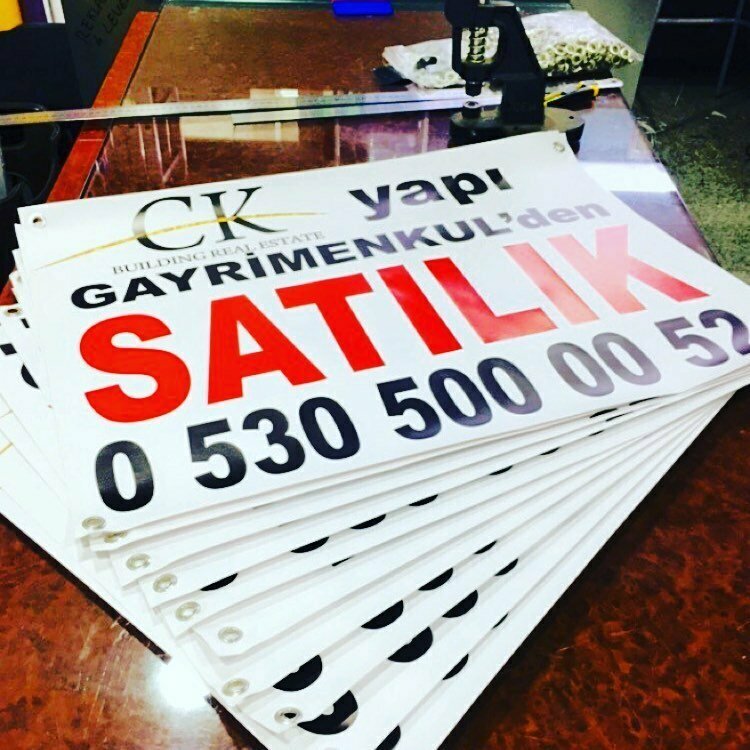 CK yapı
BUILDING REAL ESTATE
GAYRİMENKUL'den
SATILIK
0 530 500 00 52